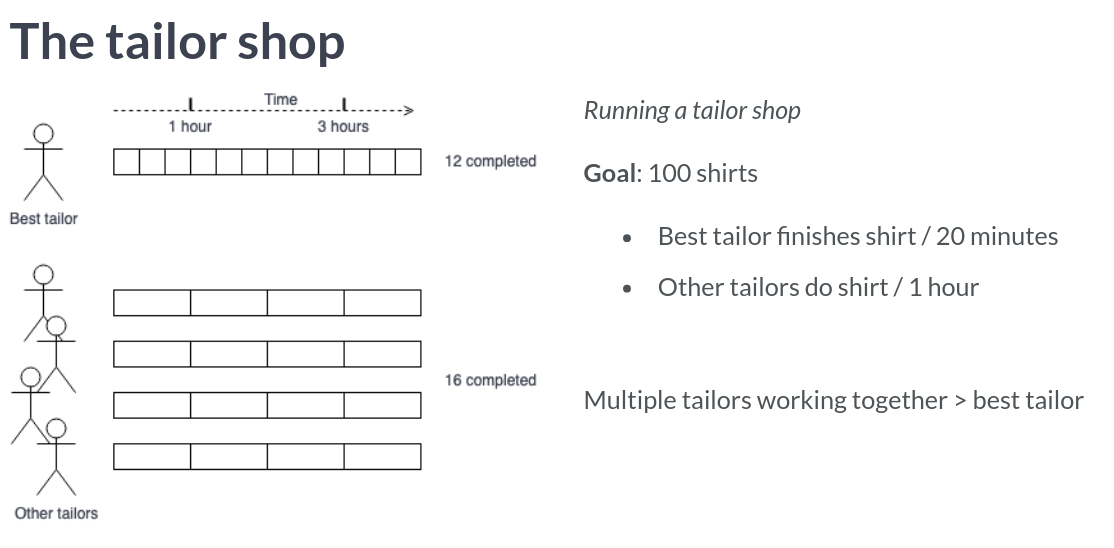 The tailor shop
Time
1 hour
3 hours
12 completed
Best tailor
16 completed
Other tailors
Running a tailor shop
Goal: 100 shirts
• Best tailor finishes shirt / 20 minutes
• Other tailors do shirt / 1 hour
Multiple tailors working together > best tailor